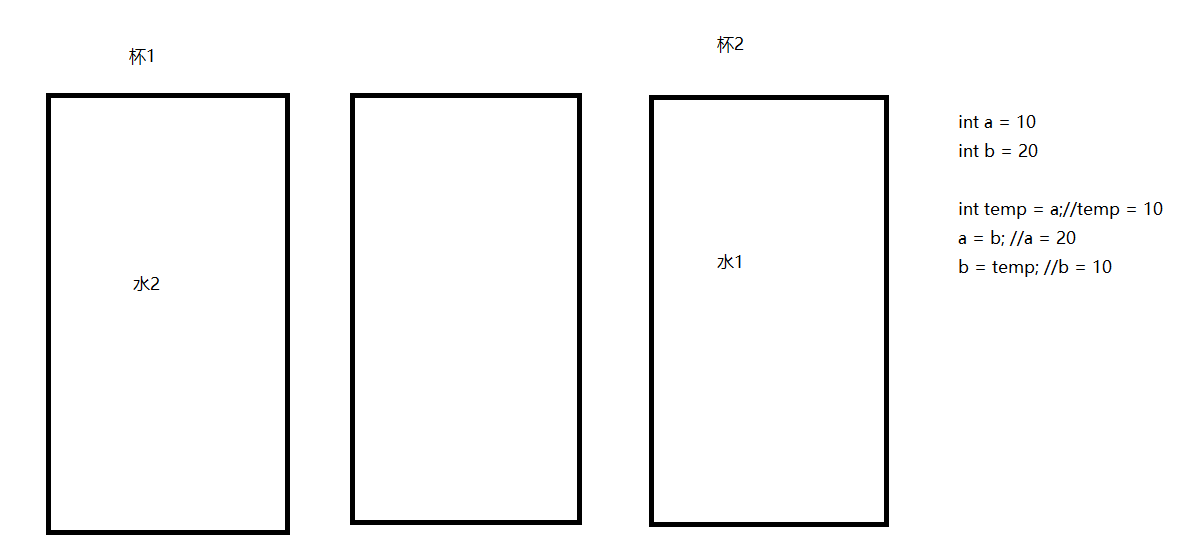 杯1
杯2
水2
水1
int a = 10
int b = 20
int temp = a;//temp = 10
a = b; //a = 20
b = temp; //b = 10